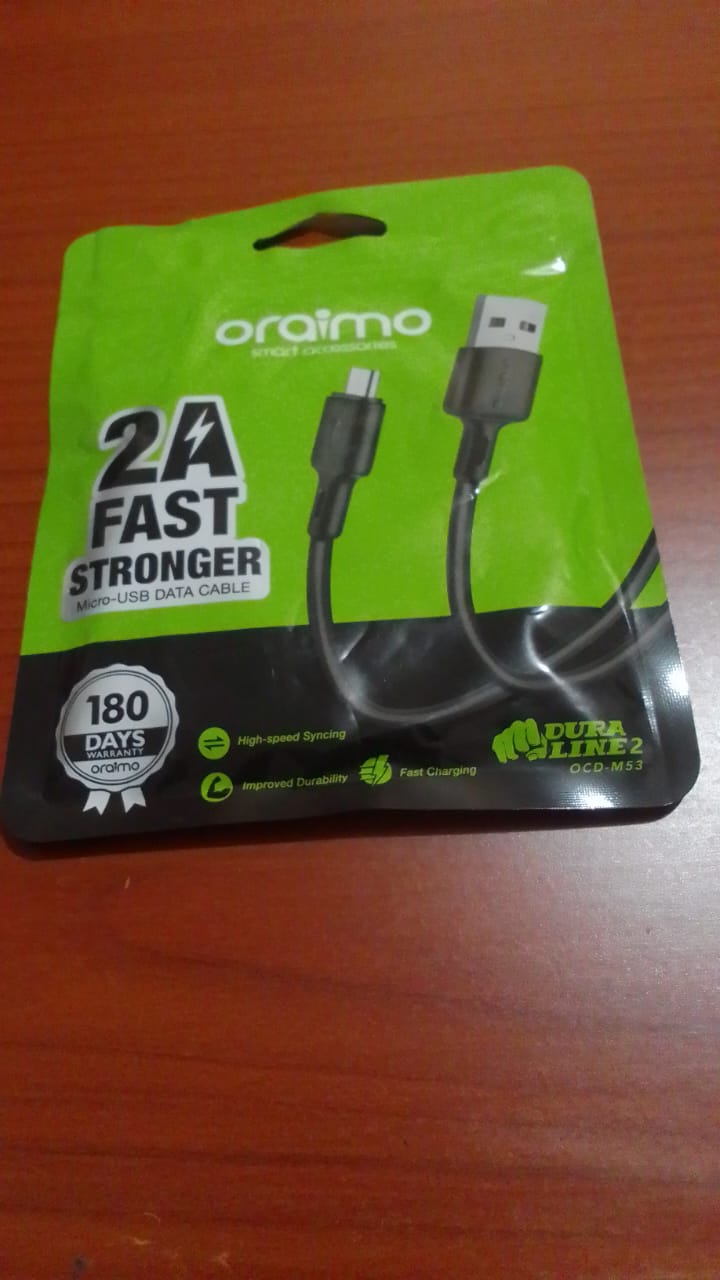 oraimo
smart accessories
2A
FAST
STRONGER
Micro-USB DATA CABLE
180
DAYS
WARRANTY
oraimo
High-speed Syncing
Improved Durability
Fast Charging
DURA
LINE 2
OCD-M53